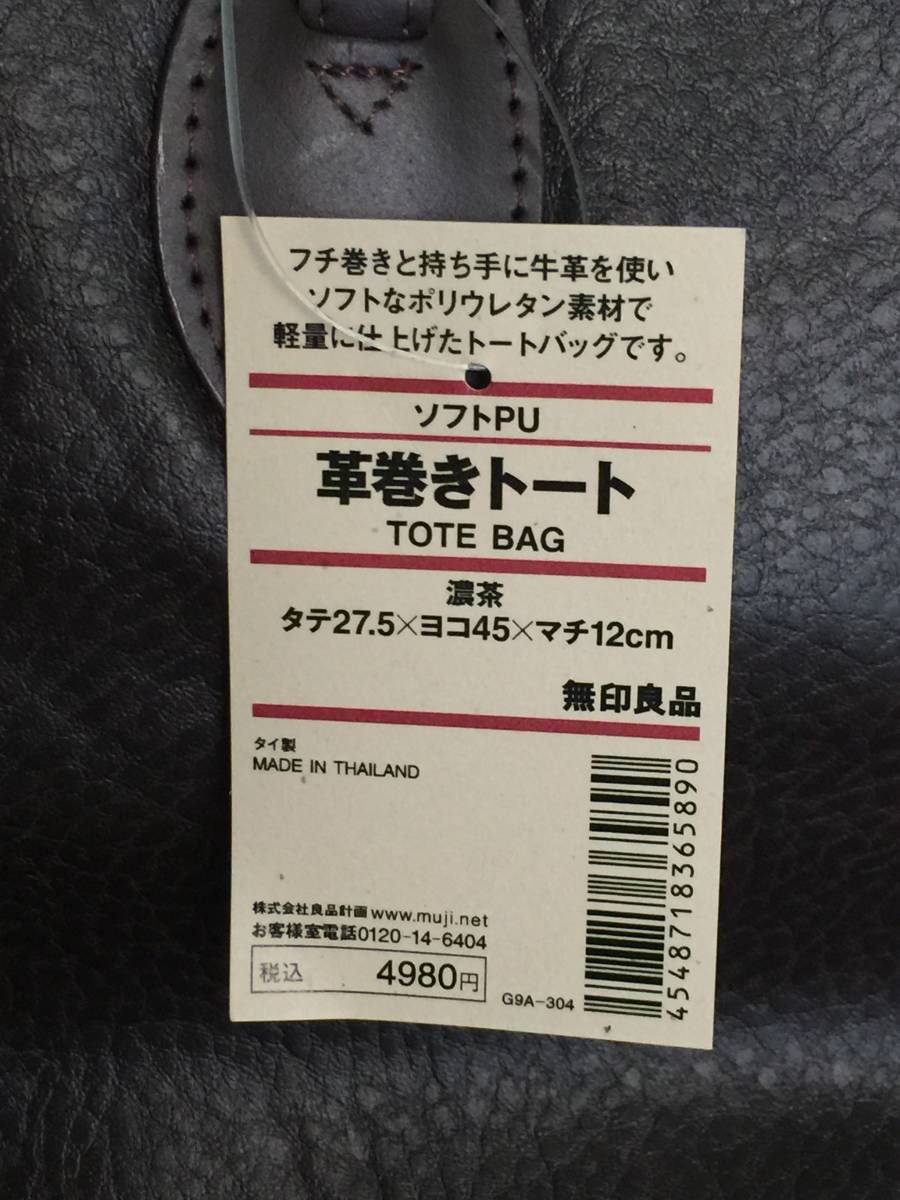 フチ巻きと持ち手に牛革を使い
ソフトなポリウレタン素材で
軽量に仕上げたトートバッグです。
ソフトPU
革巻きトート
TOTE BAG
濃茶
タテ27.5×ヨコ45×マチ12cm
無印良品
タイ製
MADE IN THAILAND
株式会社良品計画 www.muji.net
お客様室電話0120-14-6404
税込 4980円
G9A-304
4548718365890